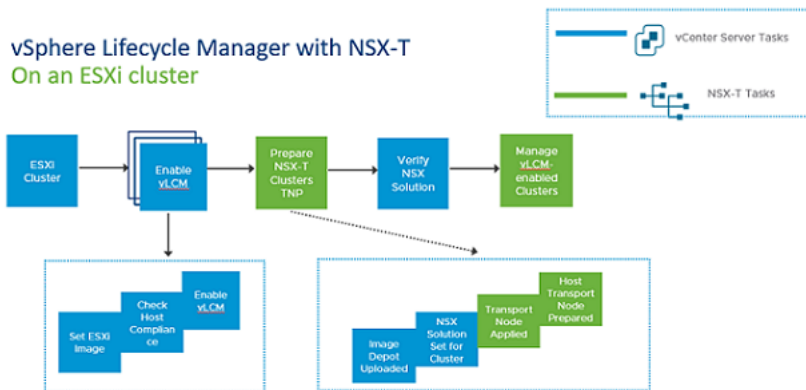 vSphere Lifecycle Manager with NSX-T
On an ESXi cluster
vCenter Server Tasks
NSX-T Tasks
ESXi
Cluster
Enable
vLCM
Prepare
NSX-T
Clusters
TNP
Verify
NSX
Solution
Manage
vLCM-
enabled
Clusters
Set ESXi
Image
Check
Host
Complian
ce
Enable
vLCM
Image
Depot
Uploaded
NSX
Solution
Set for
Cluster
Transport
Node
Applied
Host
Transport
Node
Prepared